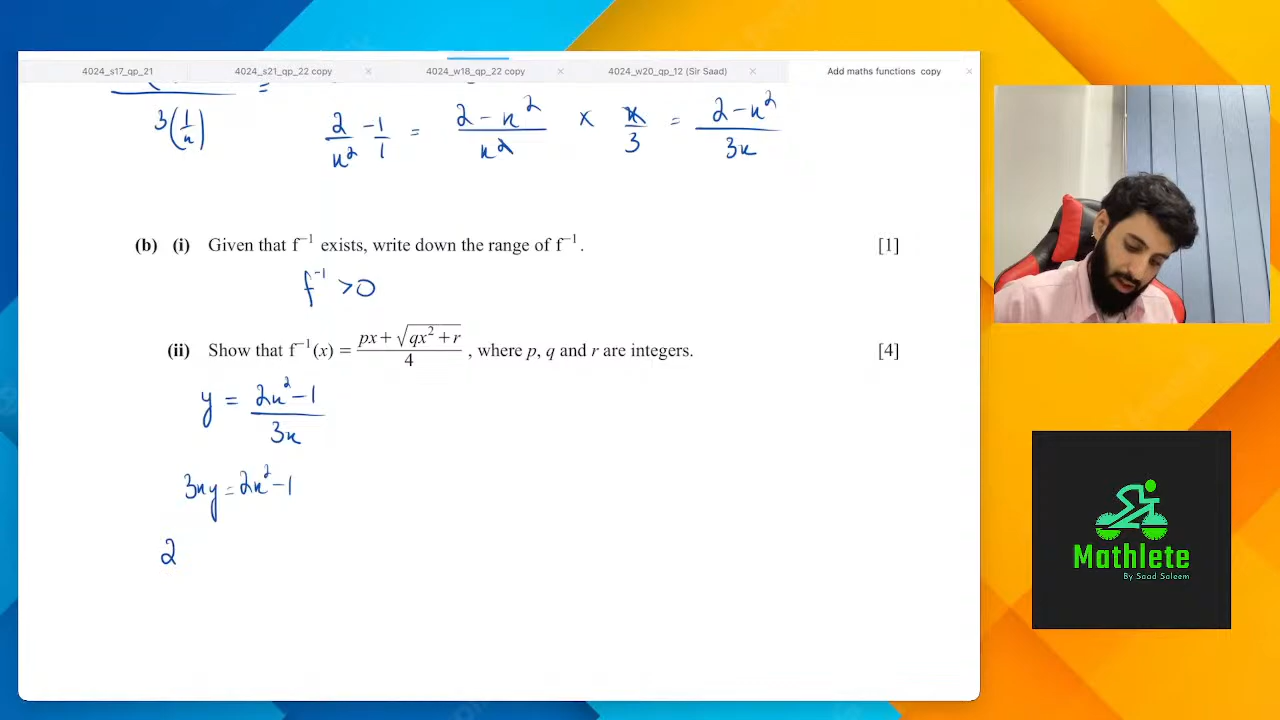 4024_s17_qp_21 4024_s21_qp_22 copy × 4024_w18_qp_22 copy × 4024_w20_qp_12 (Sir Saad) × Add maths functions copy ×
3(1/x) =
2/x² - 1/1 = (2 - x²)/x² × x/3 = (2 - x²)/3x
(b) (i) Given that f⁻¹ exists, write down the range of f⁻¹. [1]
f⁻¹ > 0
(ii) Show that f⁻¹(x) = (px + √(qx² + r))/4 , where p, q and r are integers. [4]
y = (2x² - 1)/3x
3xy = 2x² - 1
2
Mathlete
By Saad Saleem